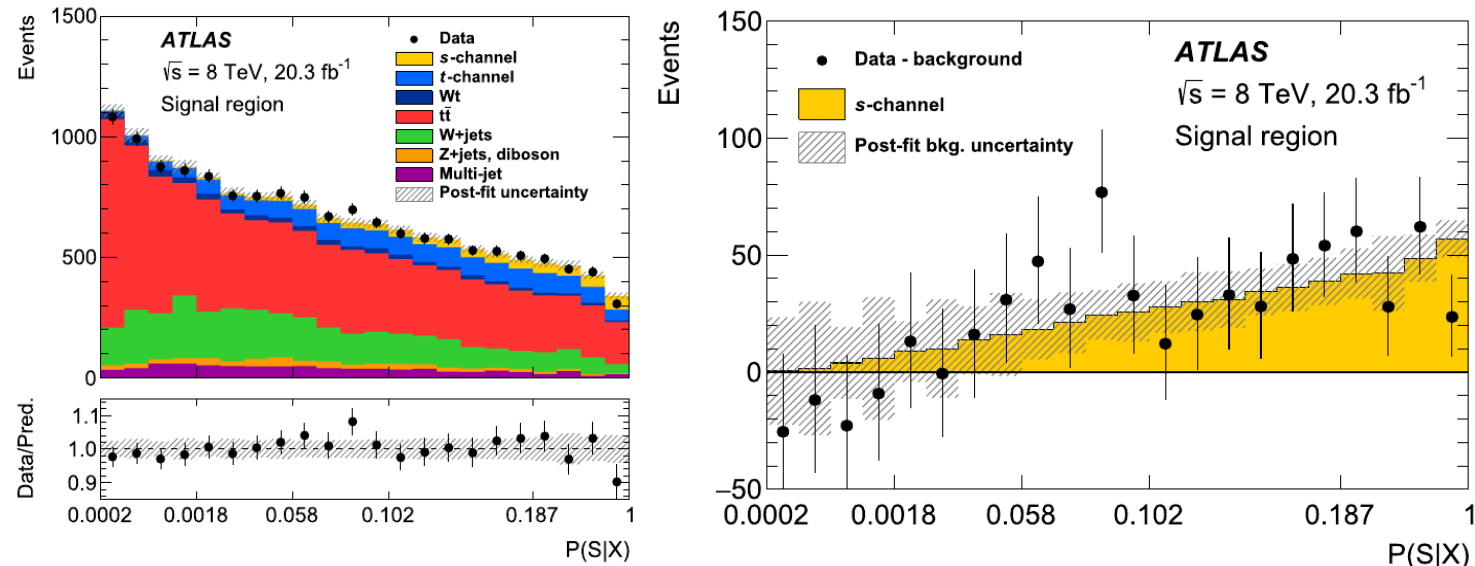 Events
1500
1000
500
0
ATLAS
√s = 8 TeV, 20.3 fb⁻¹
Signal region
Data
s-channel
t-channel
Wt
tt̄
W+jets
Z+jets, diboson
Multi-jet
Post-fit uncertainty
Data/Pred.
1.1
1.0
0.9
0.0002 0.0018 0.058 0.102 0.187 1
P(S|X)
Events
150
100
50
0
−50
Data - background
s-channel
Post-fit bkg. uncertainty
ATLAS
√s = 8 TeV, 20.3 fb⁻¹
Signal region
0.0002 0.0018 0.058 0.102 0.187 1
P(S|X)